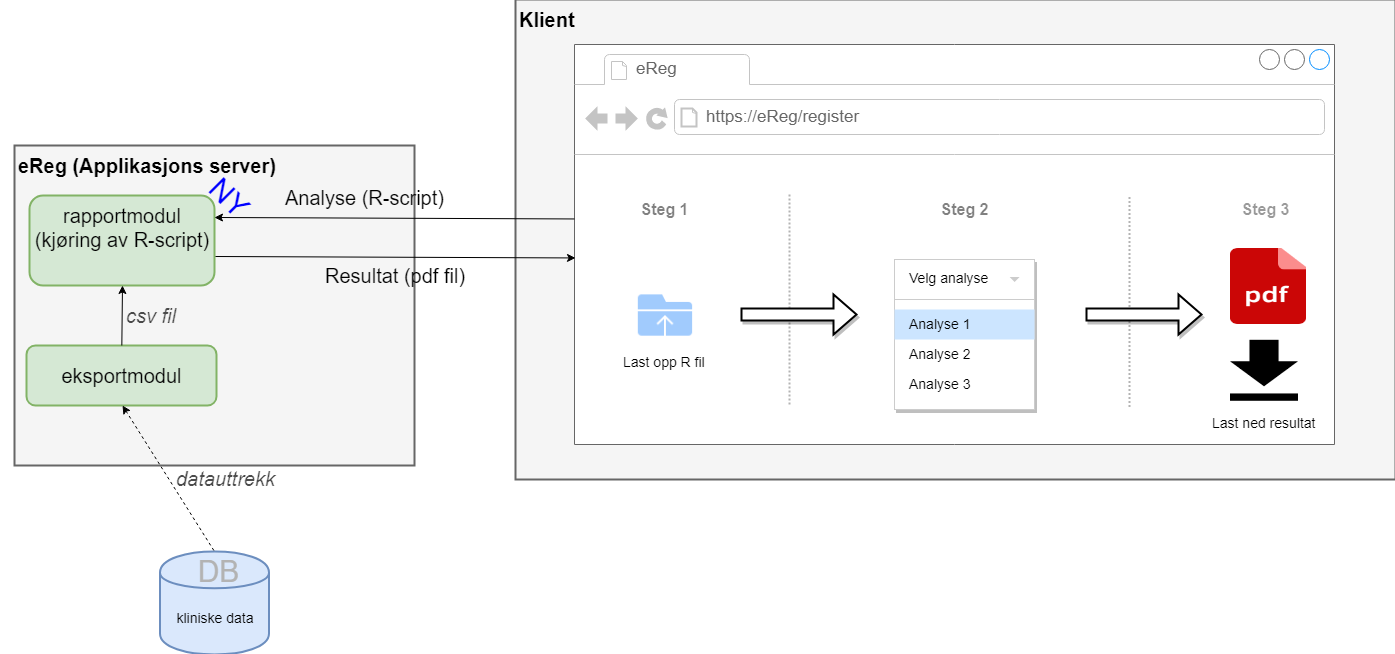 Klient
eReg
https://eReg/register
eReg (Applikasjons server)
NY
rapportmodul
(kjøring av R-script)
Analyse (R-script)
Resultat (pdf fil)
csv fil
eksportmodul
datauttrekk
DB
kliniske data
Steg 1
Last opp R fil
Steg 2
Velg analyse
Analyse 1
Analyse 2
Analyse 3
Steg 3
pdf
Last ned resultat